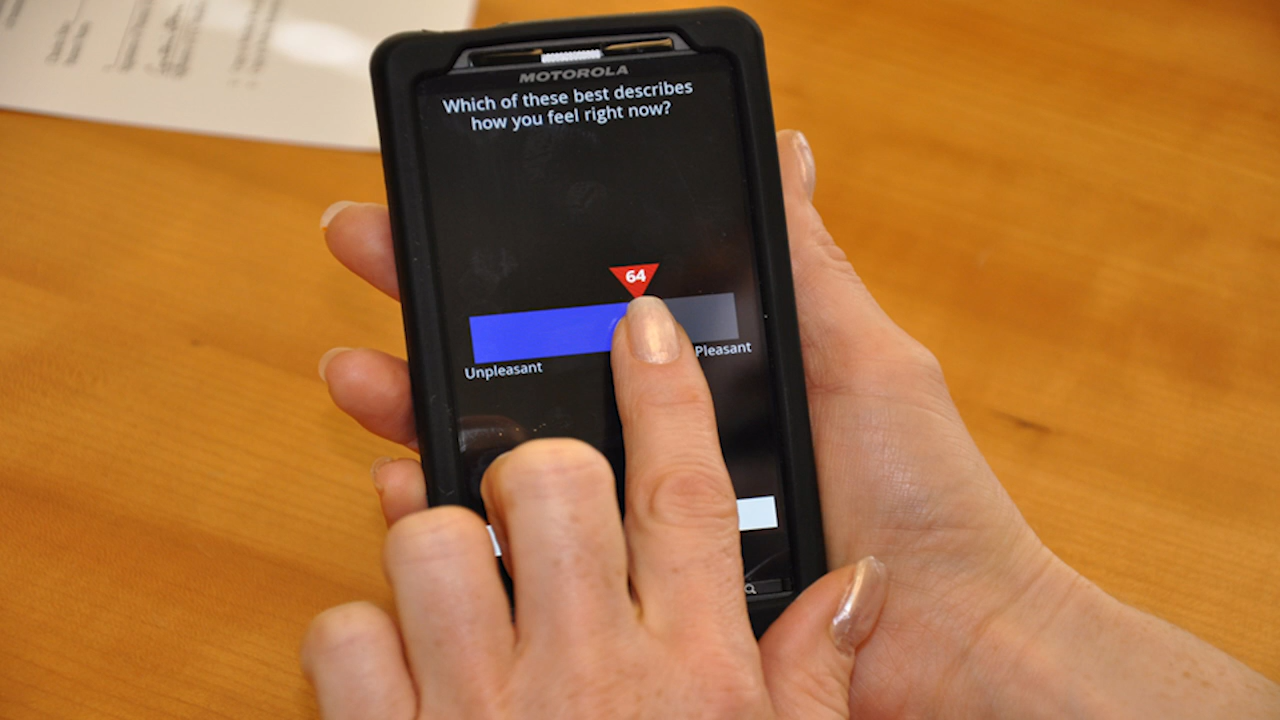 MOTOROLA
Which of these best describes
how you feel right now?
64
Unpleasant
Pleasant